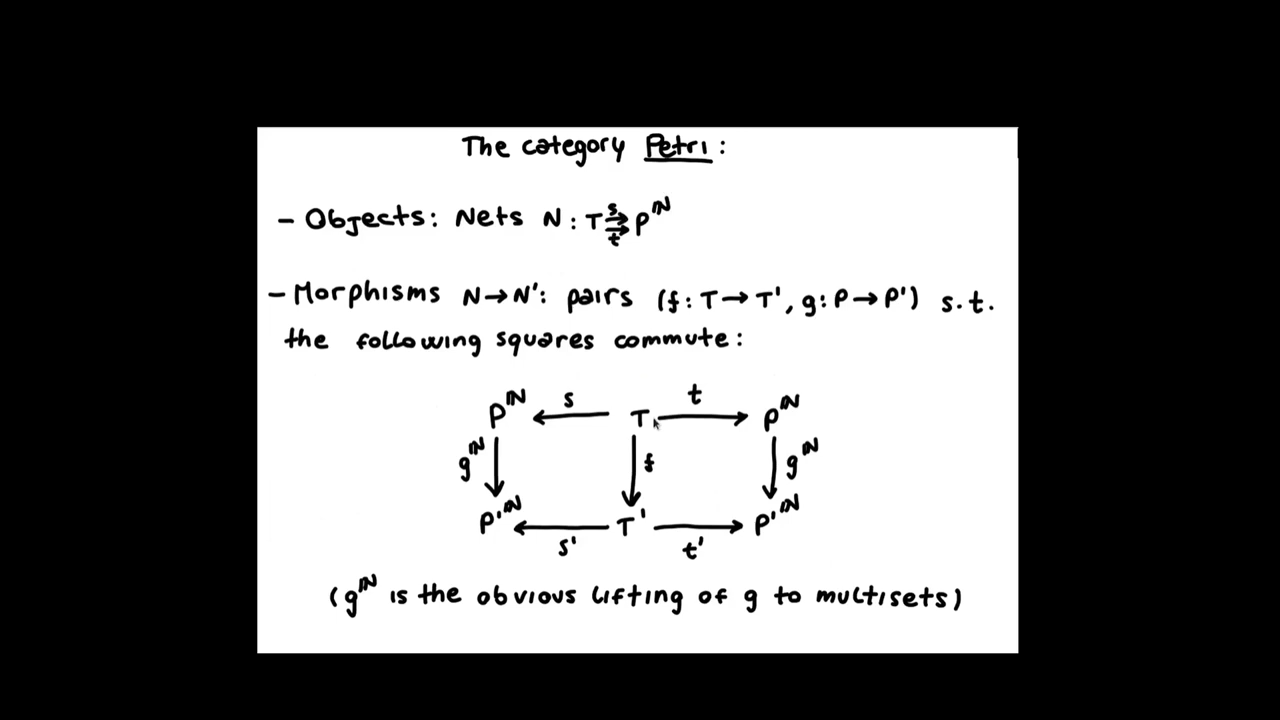 The category Petri:
- Objects: Nets N: T s⇉t P^ℕ
- Morphisms N→N': pairs (f: T→T', g: P→P') s.t.
the following squares commute:
P^ℕ ←s T t→ P^ℕ
g^ℕ ↓ ↓ f ↓ g^ℕ
P'^ℕ ←s' T' t'→ P'^ℕ
(g^ℕ is the obvious lifting of g to multisets)